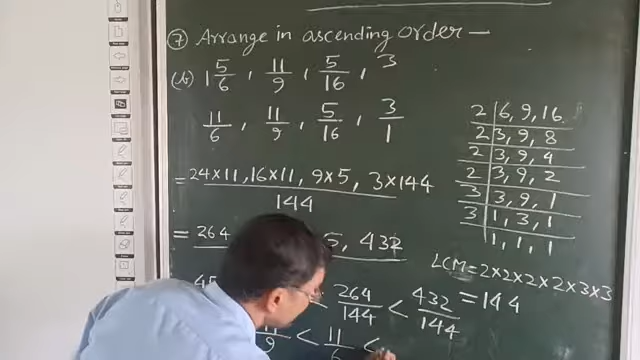 ⑦ Arrange in ascending order —
(b) 1 5/6 , 11/9 , 5/16 , 3
11/6 , 11/9 , 5/16 , 3/1
= 24×11, 16×11, 9×5, 3×144 / 144
= 264 5, 432
264/144 < 432/144
11/9 < 11/6 <
2 | 6, 9, 16
2 | 3, 9, 8
2 | 3, 9, 4
2 | 3, 9, 2
3 | 3, 9, 1
3 | 1, 3, 1
1, 1, 1
LCM = 2×2×2×2×3×3
= 144